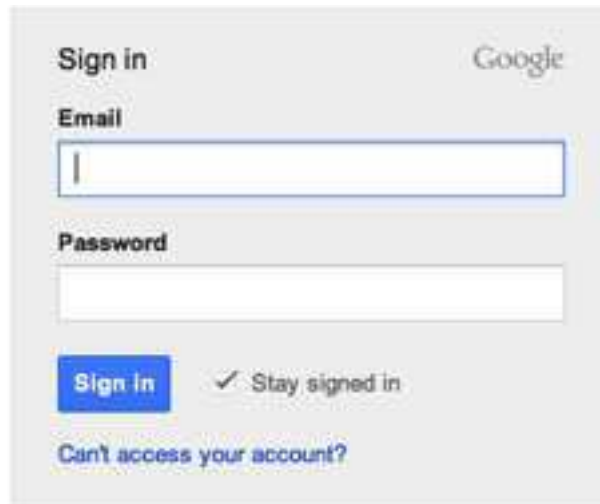 Sign in Google
Email
Password
Sign in Stay signed in
Can't access your account?